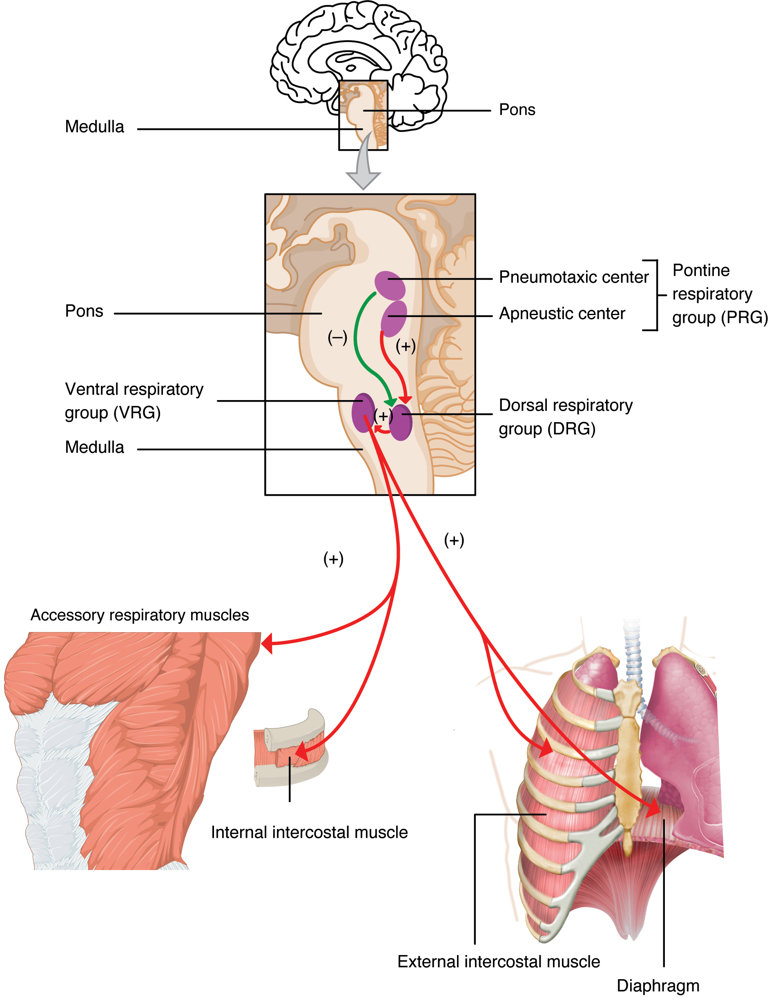 Pons
Medulla
Pneumotaxic center
Apneustic center
Pontine
respiratory
group (PRG)
Pons
(–)
(+)
Ventral respiratory
group (VRG)
(+)
Dorsal respiratory
group (DRG)
Medulla
(+)
(+)
Accessory respiratory muscles
Internal intercostal muscle
External intercostal muscle
Diaphragm